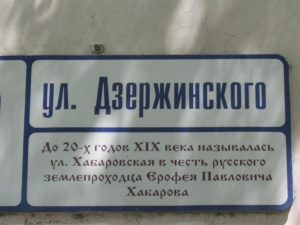 ул. Дзержинского
До 20-х годов XIX века называлась
ул. Хабаровская в честь русского
землепроходца Ерофея Павловича
Хабарова